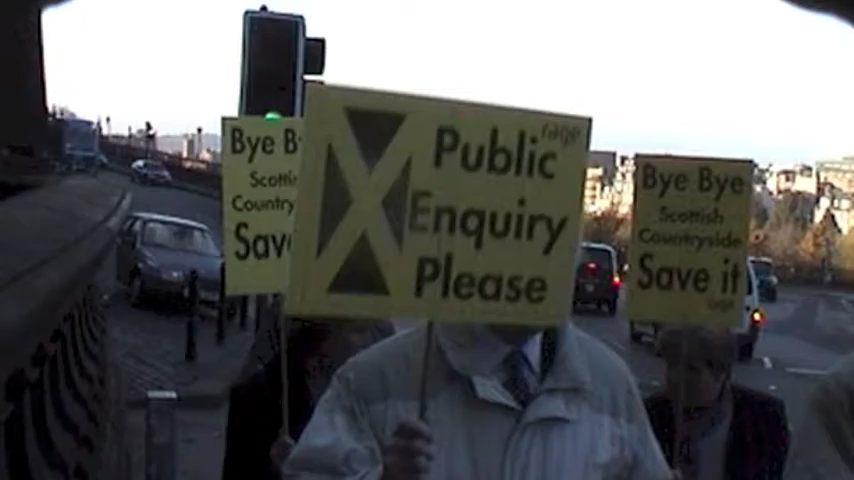 Bye B
Scottis
Country
Sav
rage
Public
Enquiry
Please
Bye Bye
Scottish
Countryside
Save it
rage